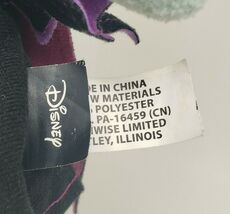 Disney
DE IN CHINA
W MATERIALS
POLYESTER
PA-16459 (CN)
WISE LIMITED
TLEY, ILLINOIS